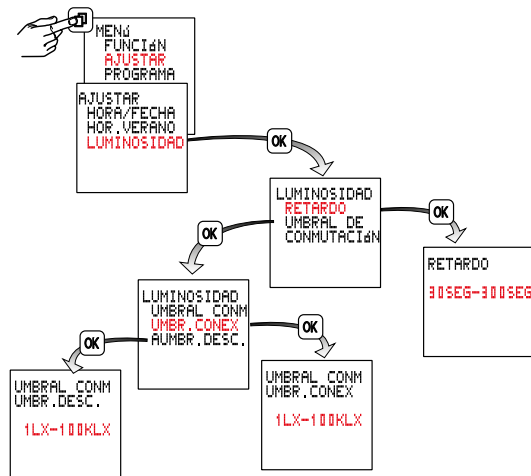 MENú
FUNCIóN
AJUSTAR
PROGRAMA
AJUSTAR
HORA/FECHA
HOR.VERANO
LUMINOSIDAD
OK
LUMINOSIDAD
RETARDO
UMBRAL DE
CONMUTACIóN
OK
OK
RETARDO
30SEG-300SEG
LUMINOSIDAD
UMBRAL CONM
UMBR.CONEX
AUMBR.DESC.
OK
OK
UMBRAL CONM
UMBR.DESC.
1LX-100KLX
UMBRAL CONM
UMBR.CONEX
1LX-100KLX